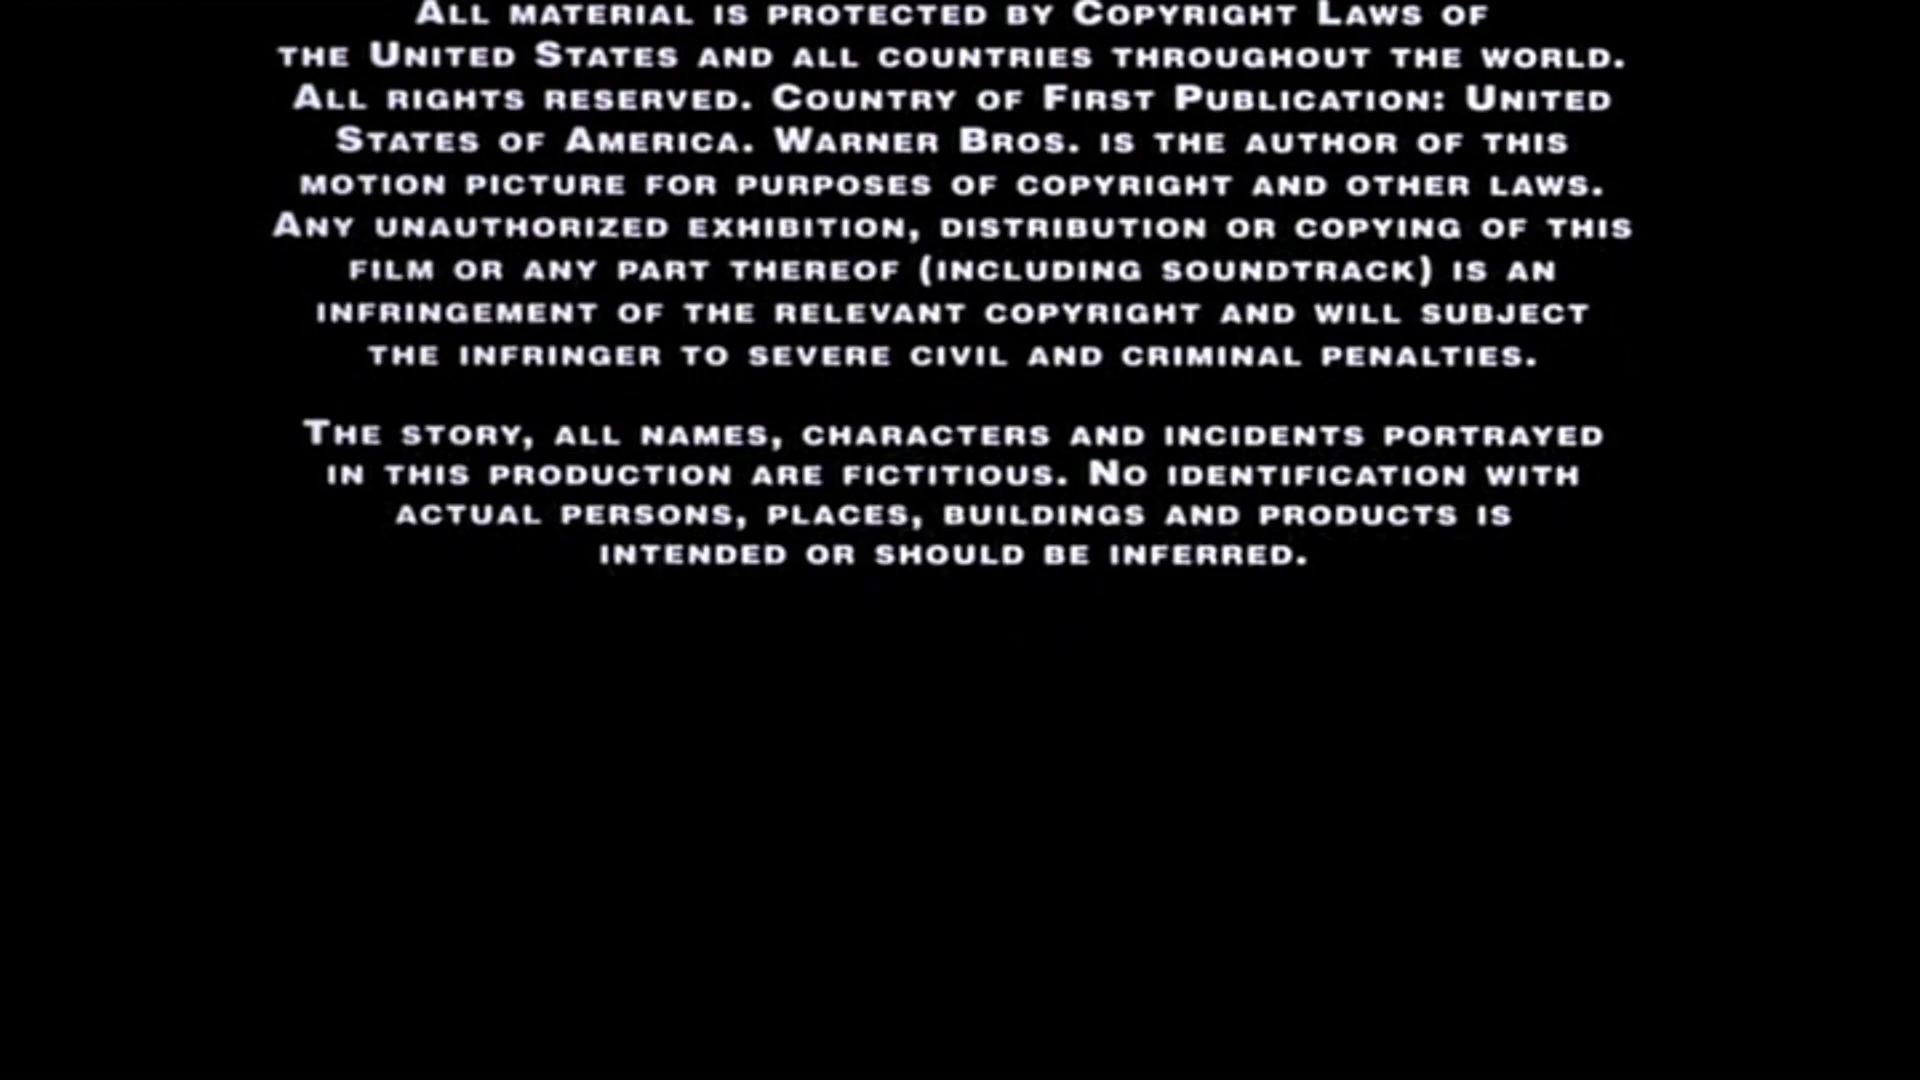 All material is protected by Copyright Laws of
the United States and all countries throughout the world.
All rights reserved. Country of First Publication: United
States of America. Warner Bros. is the author of this
motion picture for purposes of copyright and other laws.
Any unauthorized exhibition, distribution or copying of this
film or any part thereof (including soundtrack) is an
infringement of the relevant copyright and will subject
the infringer to severe civil and criminal penalties.
The story, all names, characters and incidents portrayed
in this production are fictitious. No identification with
actual persons, places, buildings and products is
intended or should be inferred.